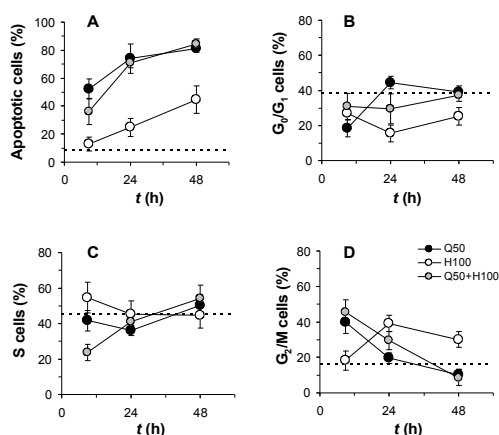 A
B
Apoptotic cells (%)
100
80
60
40
20
0
0
24
48
t (h)
G0/G1 cells (%)
80
60
40
20
0
0
24
48
t (h)
C
D
S cells (%)
80
60
40
20
0
0
24
48
t (h)
G2/M cells (%)
80
60
40
20
0
0
24
48
t (h)
Q50
H100
Q50+H100